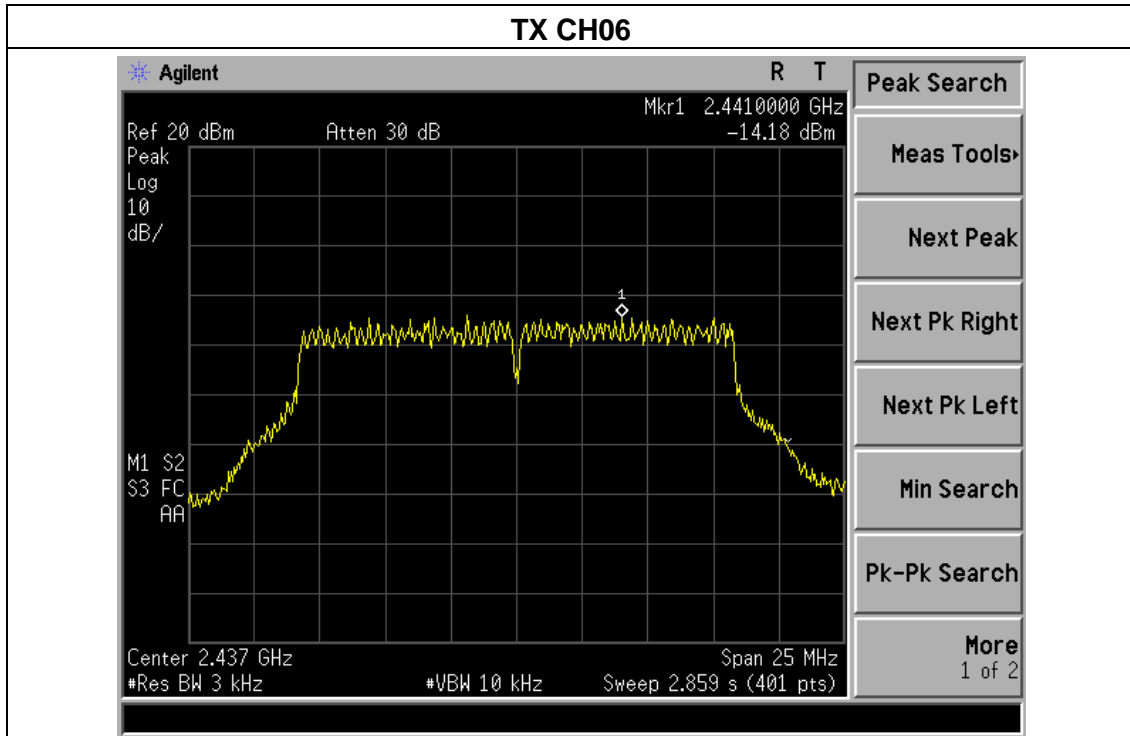 TX CH06
Agilent R T
Mkr1 2.4410000 GHz
Ref 20 dBm Atten 30 dB -14.18 dBm
Peak
Log
10
dB/
1
M1 S2
S3 FC
AA
Center 2.437 GHz Span 25 MHz
#Res BW 3 kHz #VBW 10 kHz Sweep 2.859 s (401 pts)
Peak Search
Meas Tools
Next Peak
Next Pk Right
Next Pk Left
Min Search
Pk-Pk Search
More
1 of 2